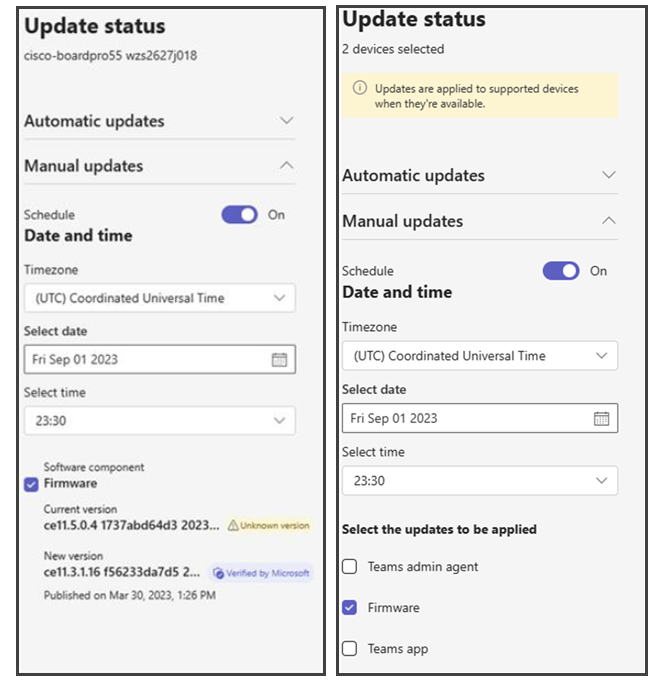 Update status
cisco-boardpro55 wzs2627j018
Automatic updates
Manual updates
Schedule
On
Date and time
Timezone
(UTC) Coordinated Universal Time
Select date
Fri Sep 01 2023
Select time
23:30
Software component
Firmware
Current version
ce11.5.0.4 1737abd64d3 2023... Unknown version
New version
ce11.3.1.16 f56233da7d5 2... Verified by Microsoft
Published on Mar 30, 2023, 1:26 PM
Update status
2 devices selected
Updates are applied to supported devices
when they're available.
Automatic updates
Manual updates
Schedule
On
Date and time
Timezone
(UTC) Coordinated Universal Time
Select date
Fri Sep 01 2023
Select time
23:30
Select the updates to be applied
Teams admin agent
Firmware
Teams app